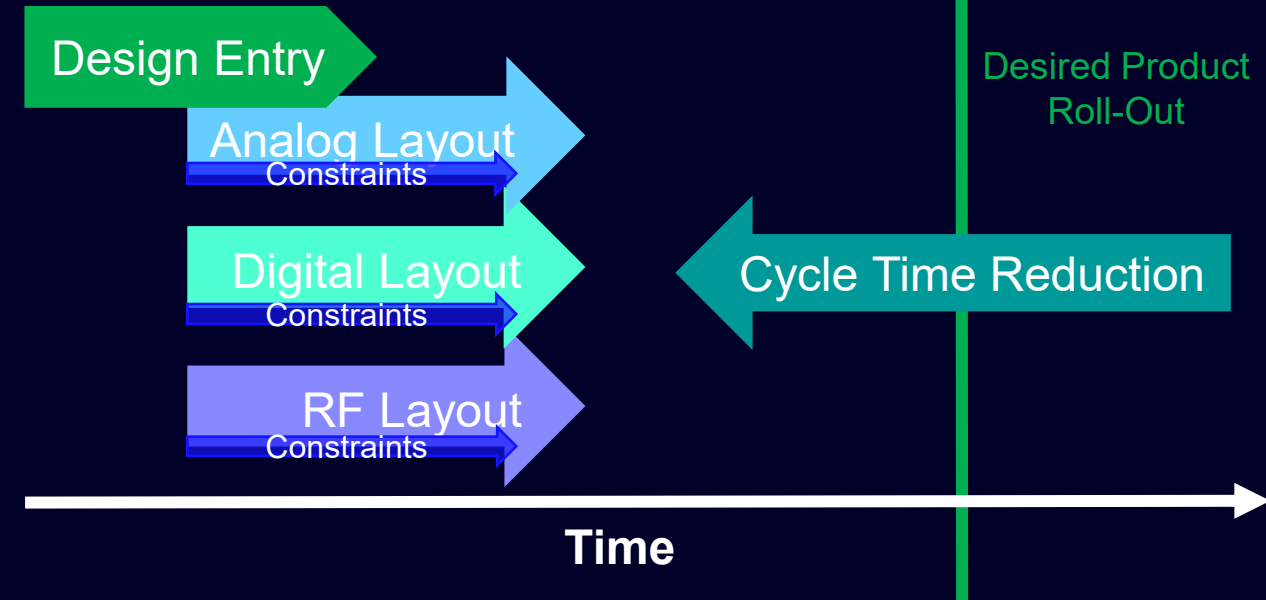 Design Entry
Desired Product
Roll-Out
Analog Layout
Constraints
Digital Layout
Constraints
Cycle Time Reduction
RF Layout
Constraints
Time